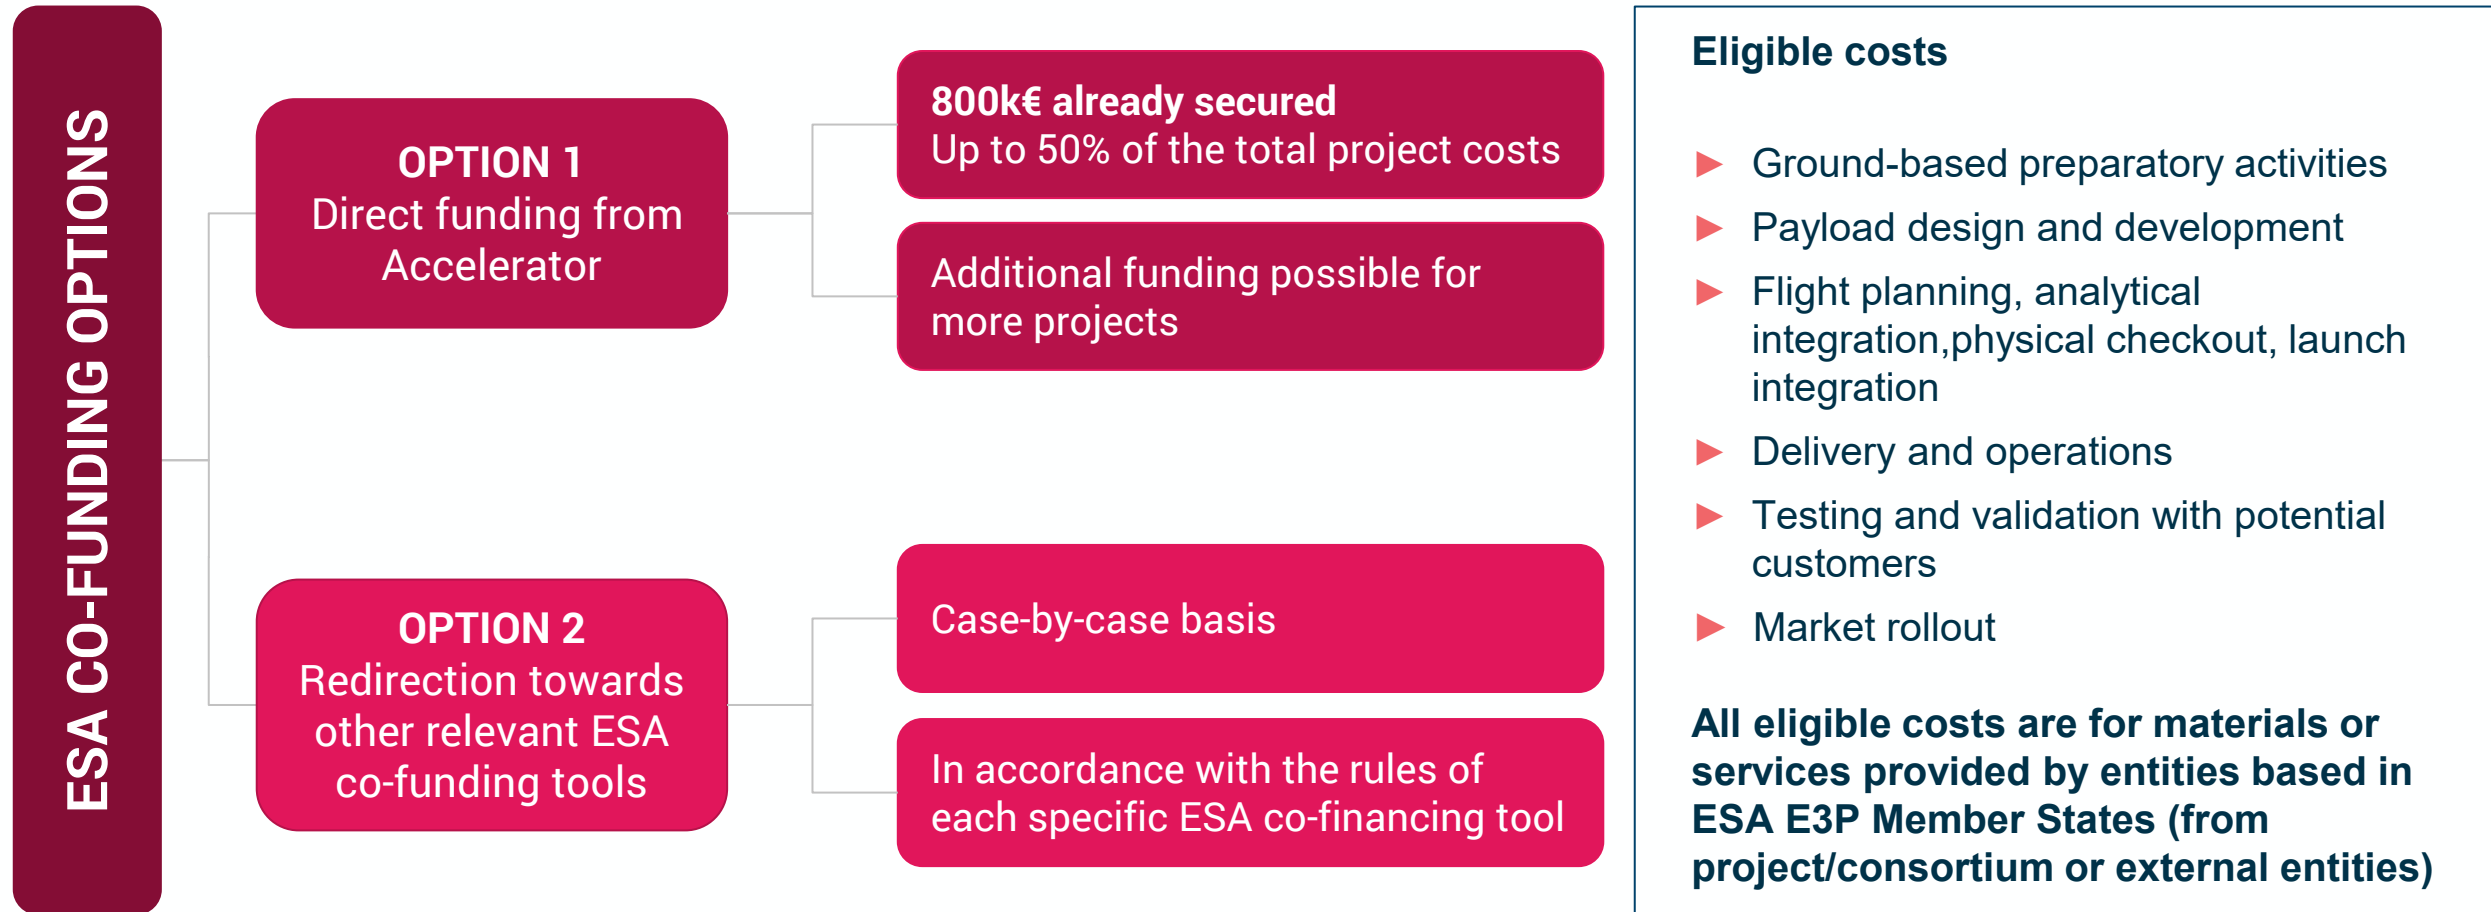 ESA CO-FUNDING OPTIONS
OPTION 1
Direct funding from
Accelerator
800k€ already secured
Up to 50% of the total project costs
Additional funding possible for
more projects
OPTION 2
Redirection towards
other relevant ESA
co-funding tools
Case-by-case basis
In accordance with the rules of
each specific ESA co-financing tool
Eligible costs
► Ground-based preparatory activities
► Payload design and development
► Flight planning, analytical
integration,physical checkout, launch
integration
► Delivery and operations
► Testing and validation with potential
customers
► Market rollout
All eligible costs are for materials or
services provided by entities based in
ESA E3P Member States (from
project/consortium or external entities)